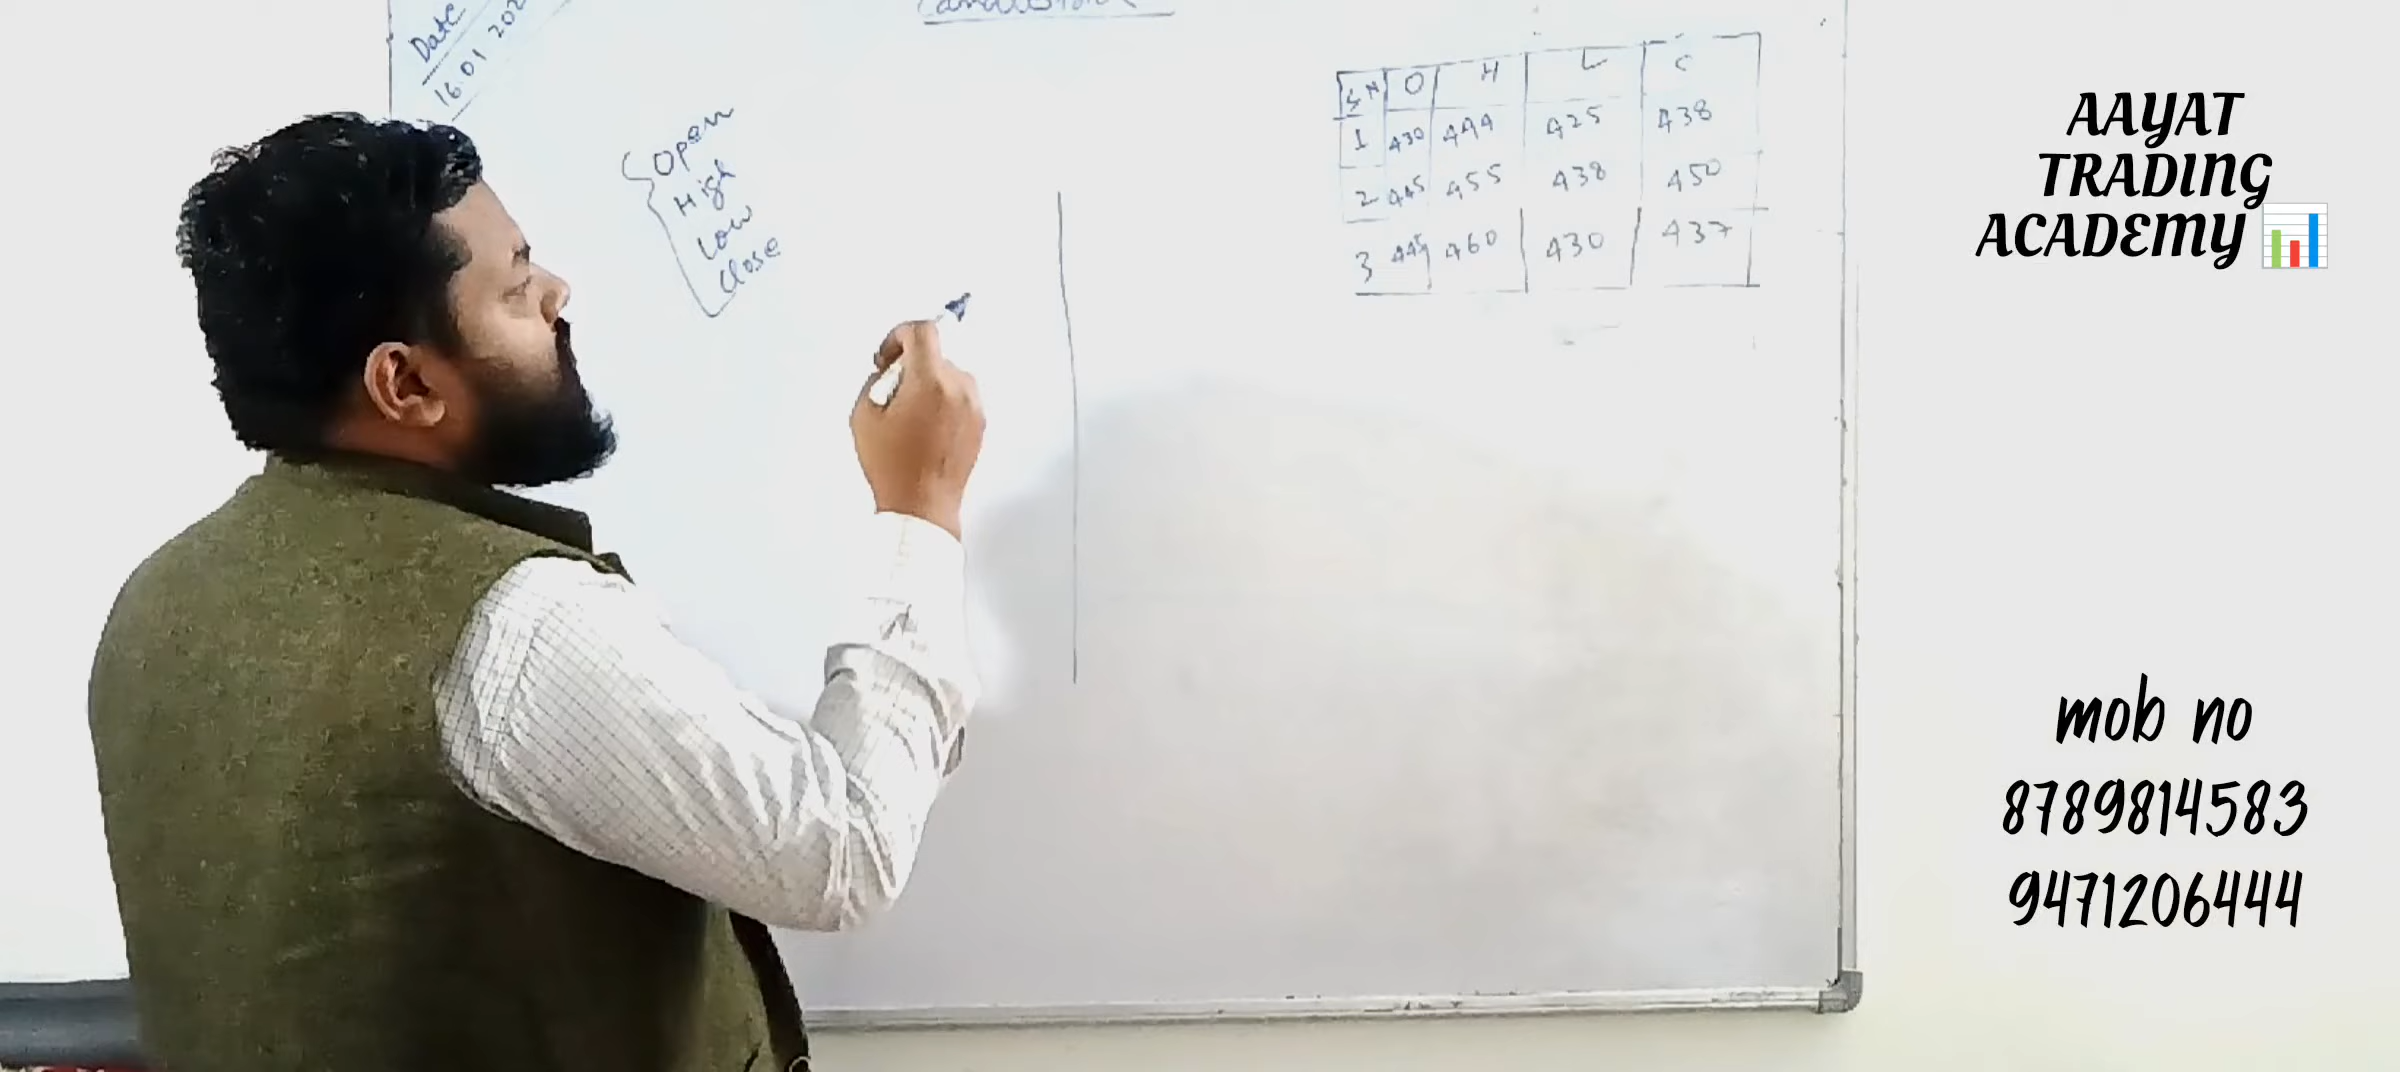 Date
16.01 202
Open
High
Low
Close
S.N O H L C
1 430 444 425 438
2 445 455 438 450
3 445 460 430 437
AAYAT
TRADING
ACADEMY
mob no
8789814583
9471206444